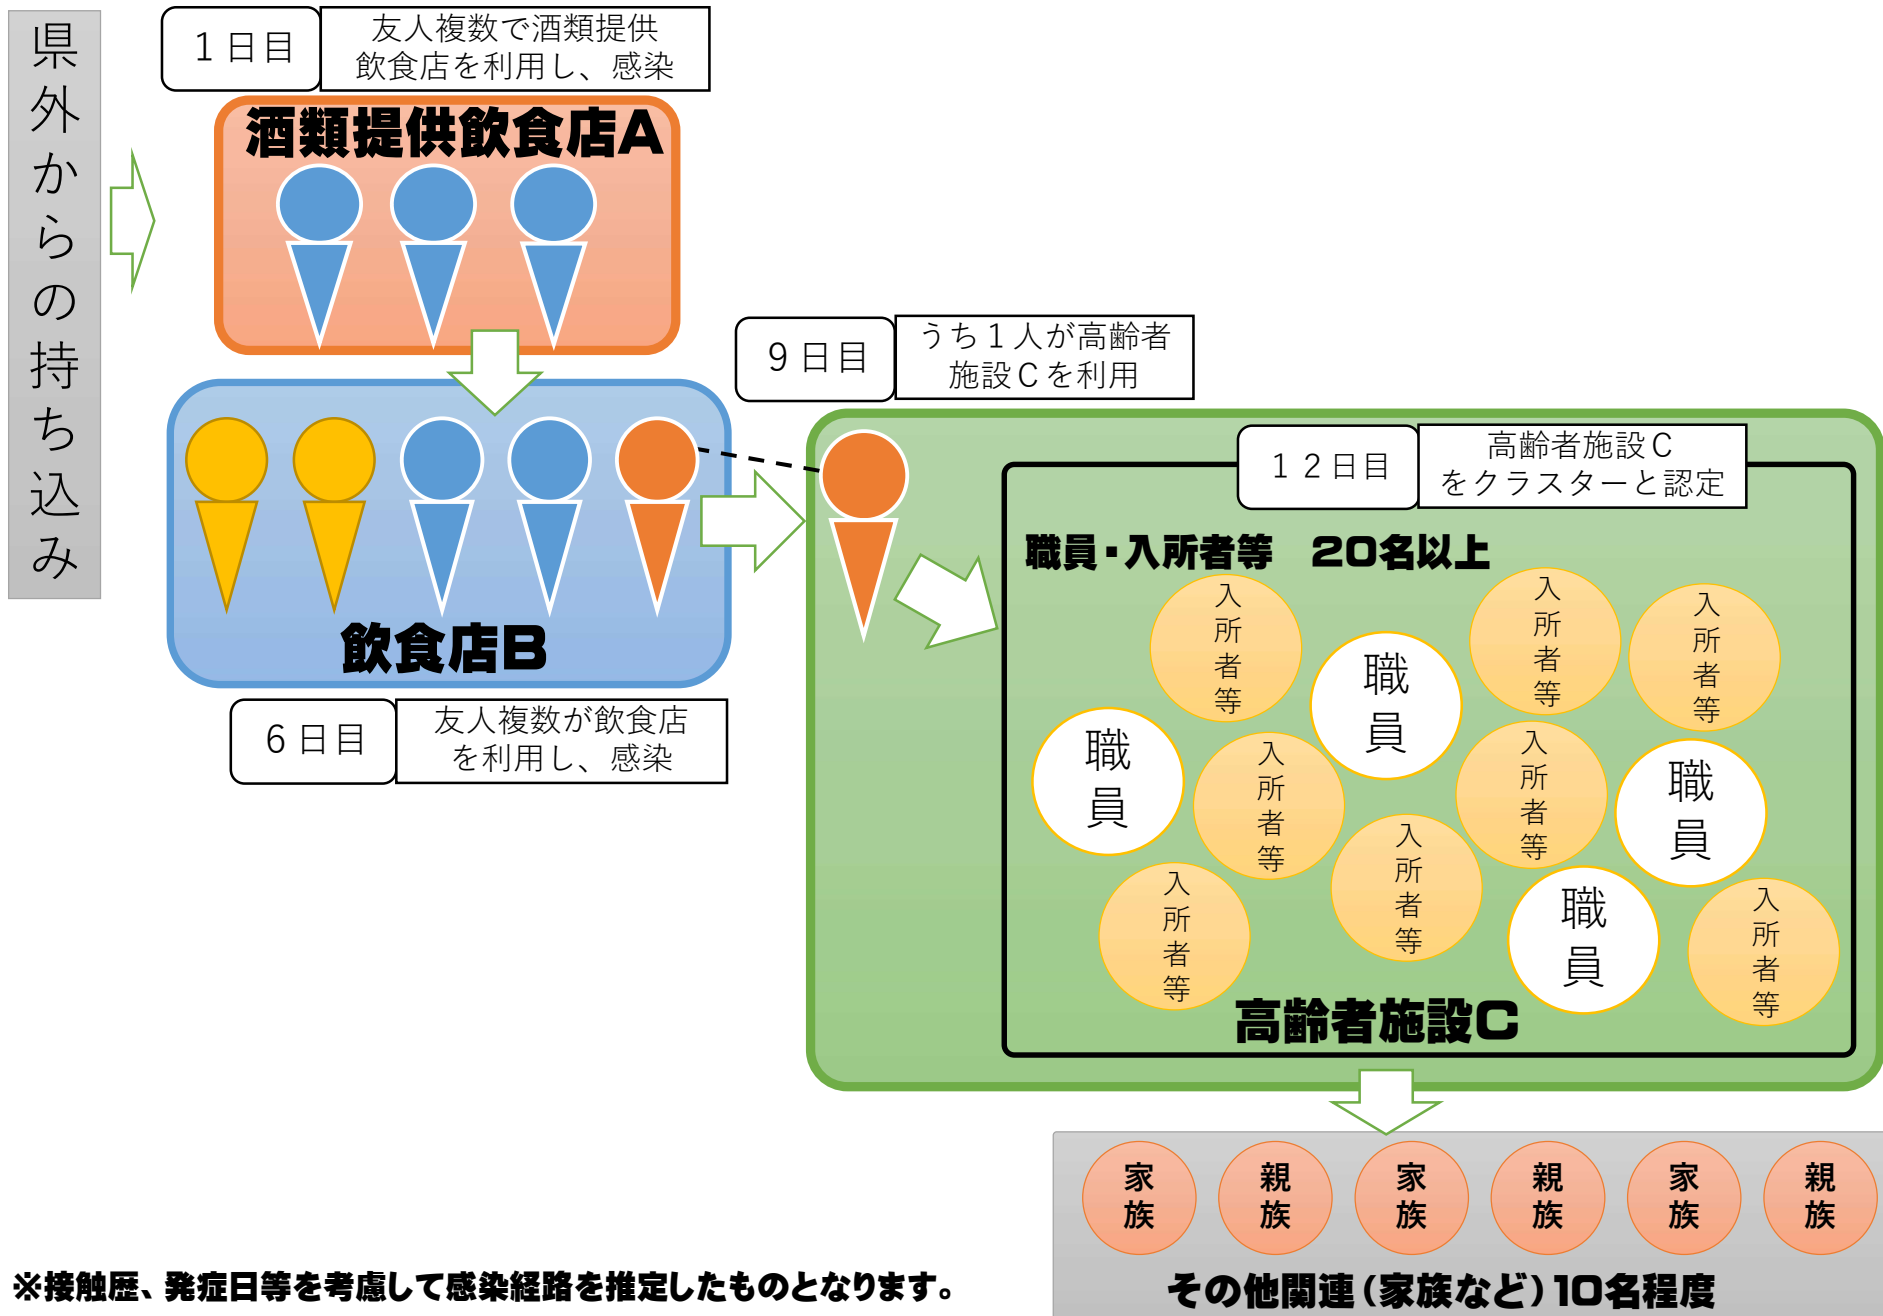 県外からの持ち込み
１日目
友人複数で酒類提供
飲食店を利用し、感染
酒類提供飲食店A
９日目
うち１人が高齢者
施設Ｃを利用
飲食店B
６日目
友人複数が飲食店
を利用し、感染
１２日目
高齢者施設Ｃ
をクラスターと認定
職員・入所者等　20名以上
入所者等
入所者等
入所者等
職員
職員
入所者等
入所者等
職員
入所者等
入所者等
職員
入所者等
高齢者施設C
家族
親族
家族
親族
家族
親族
その他関連（家族など）10名程度
※接触歴、発症日等を考慮して感染経路を推定したものとなります。